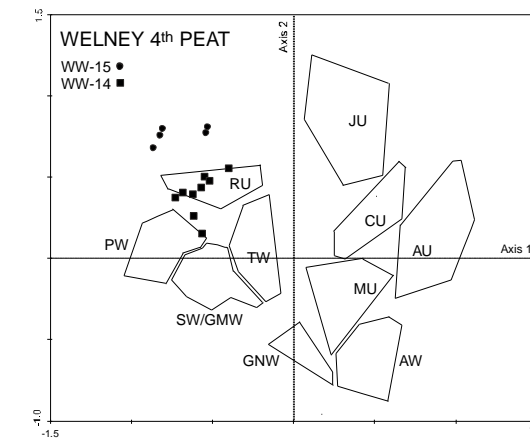 1.5
Axis 2
WELNEY 4th PEAT
WW-15
WW-14
JU
RU
CU
PW
TW
AU
Axis 1
MU
SW/GMW
GNW
AW
-1.0
-1.5